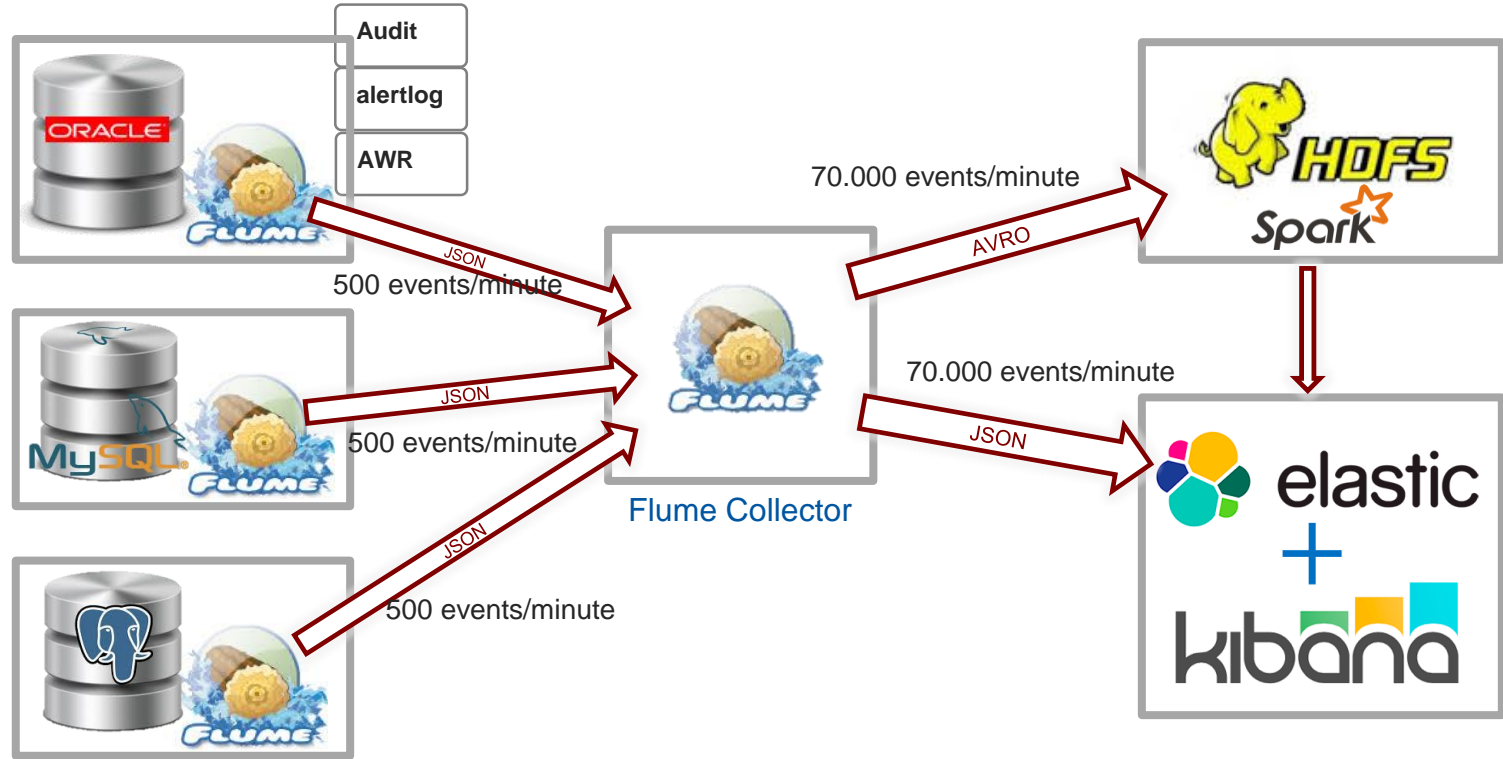 Audit
alertlog
AWR
ORACLE
FLUME
JSON
500 events/minute
MySQL
FLUME
JSON
500 events/minute
FLUME
JSON
500 events/minute
FLUME
Flume Collector
70.000 events/minute
AVRO
HDFS
Spark
70.000 events/minute
JSON
elastic
+
kibana